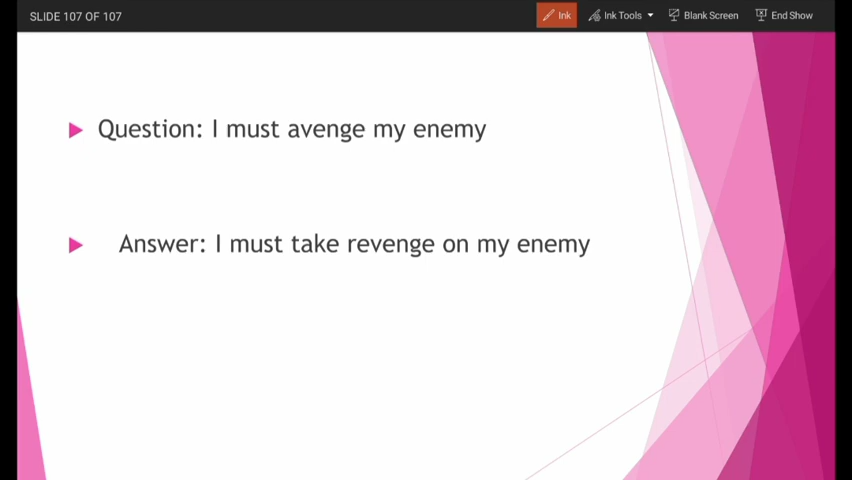 SLIDE 107 OF 107 Ink Ink Tools Blank Screen End Show
Question: I must avenge my enemy
Answer: I must take revenge on my enemy